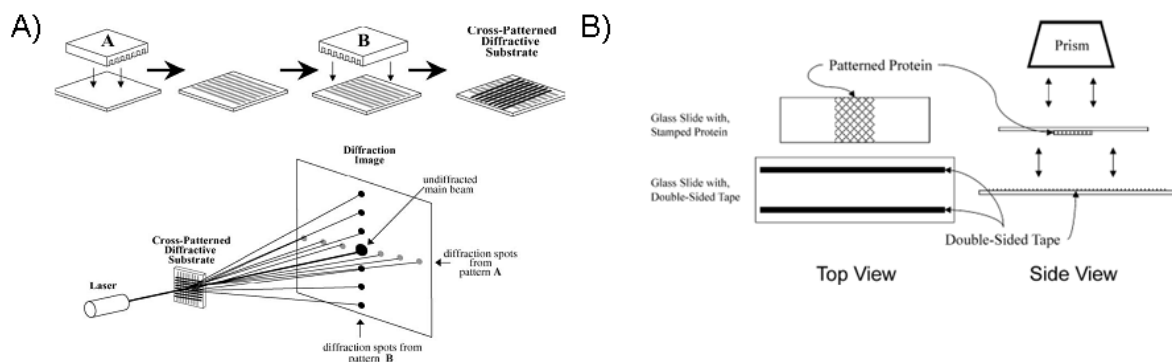 A)
A
B
Cross-Patterned
Diffractive
Substrate
Diffraction
Image
undiffracted
main beam
Cross-Patterned
Diffractive
Substrate
diffraction spots
from
pattern A
Laser
diffraction spots from
pattern B
B)
Prism
Patterned Protein
Glass Slide with,
Stamped Protein
Glass Slide with,
Double-Sided Tape
Double-Sided Tape
Top View
Side View